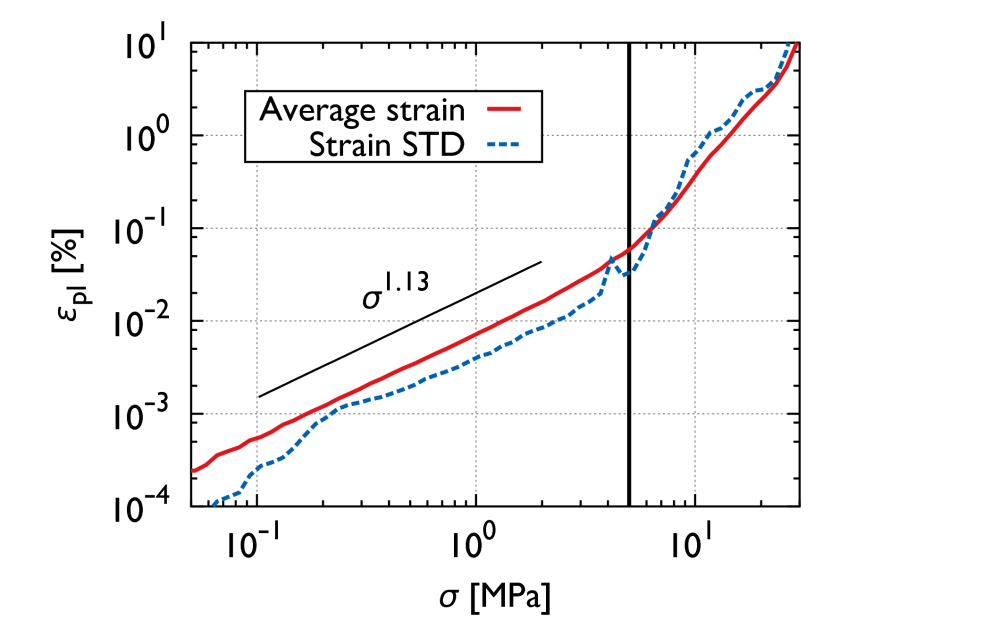 10^1
10^0
10^-1
10^-2
10^-3
10^-4
ε_pl [%]
Average strain
Strain STD
σ^1.13
10^-1
10^0
10^1
σ [MPa]